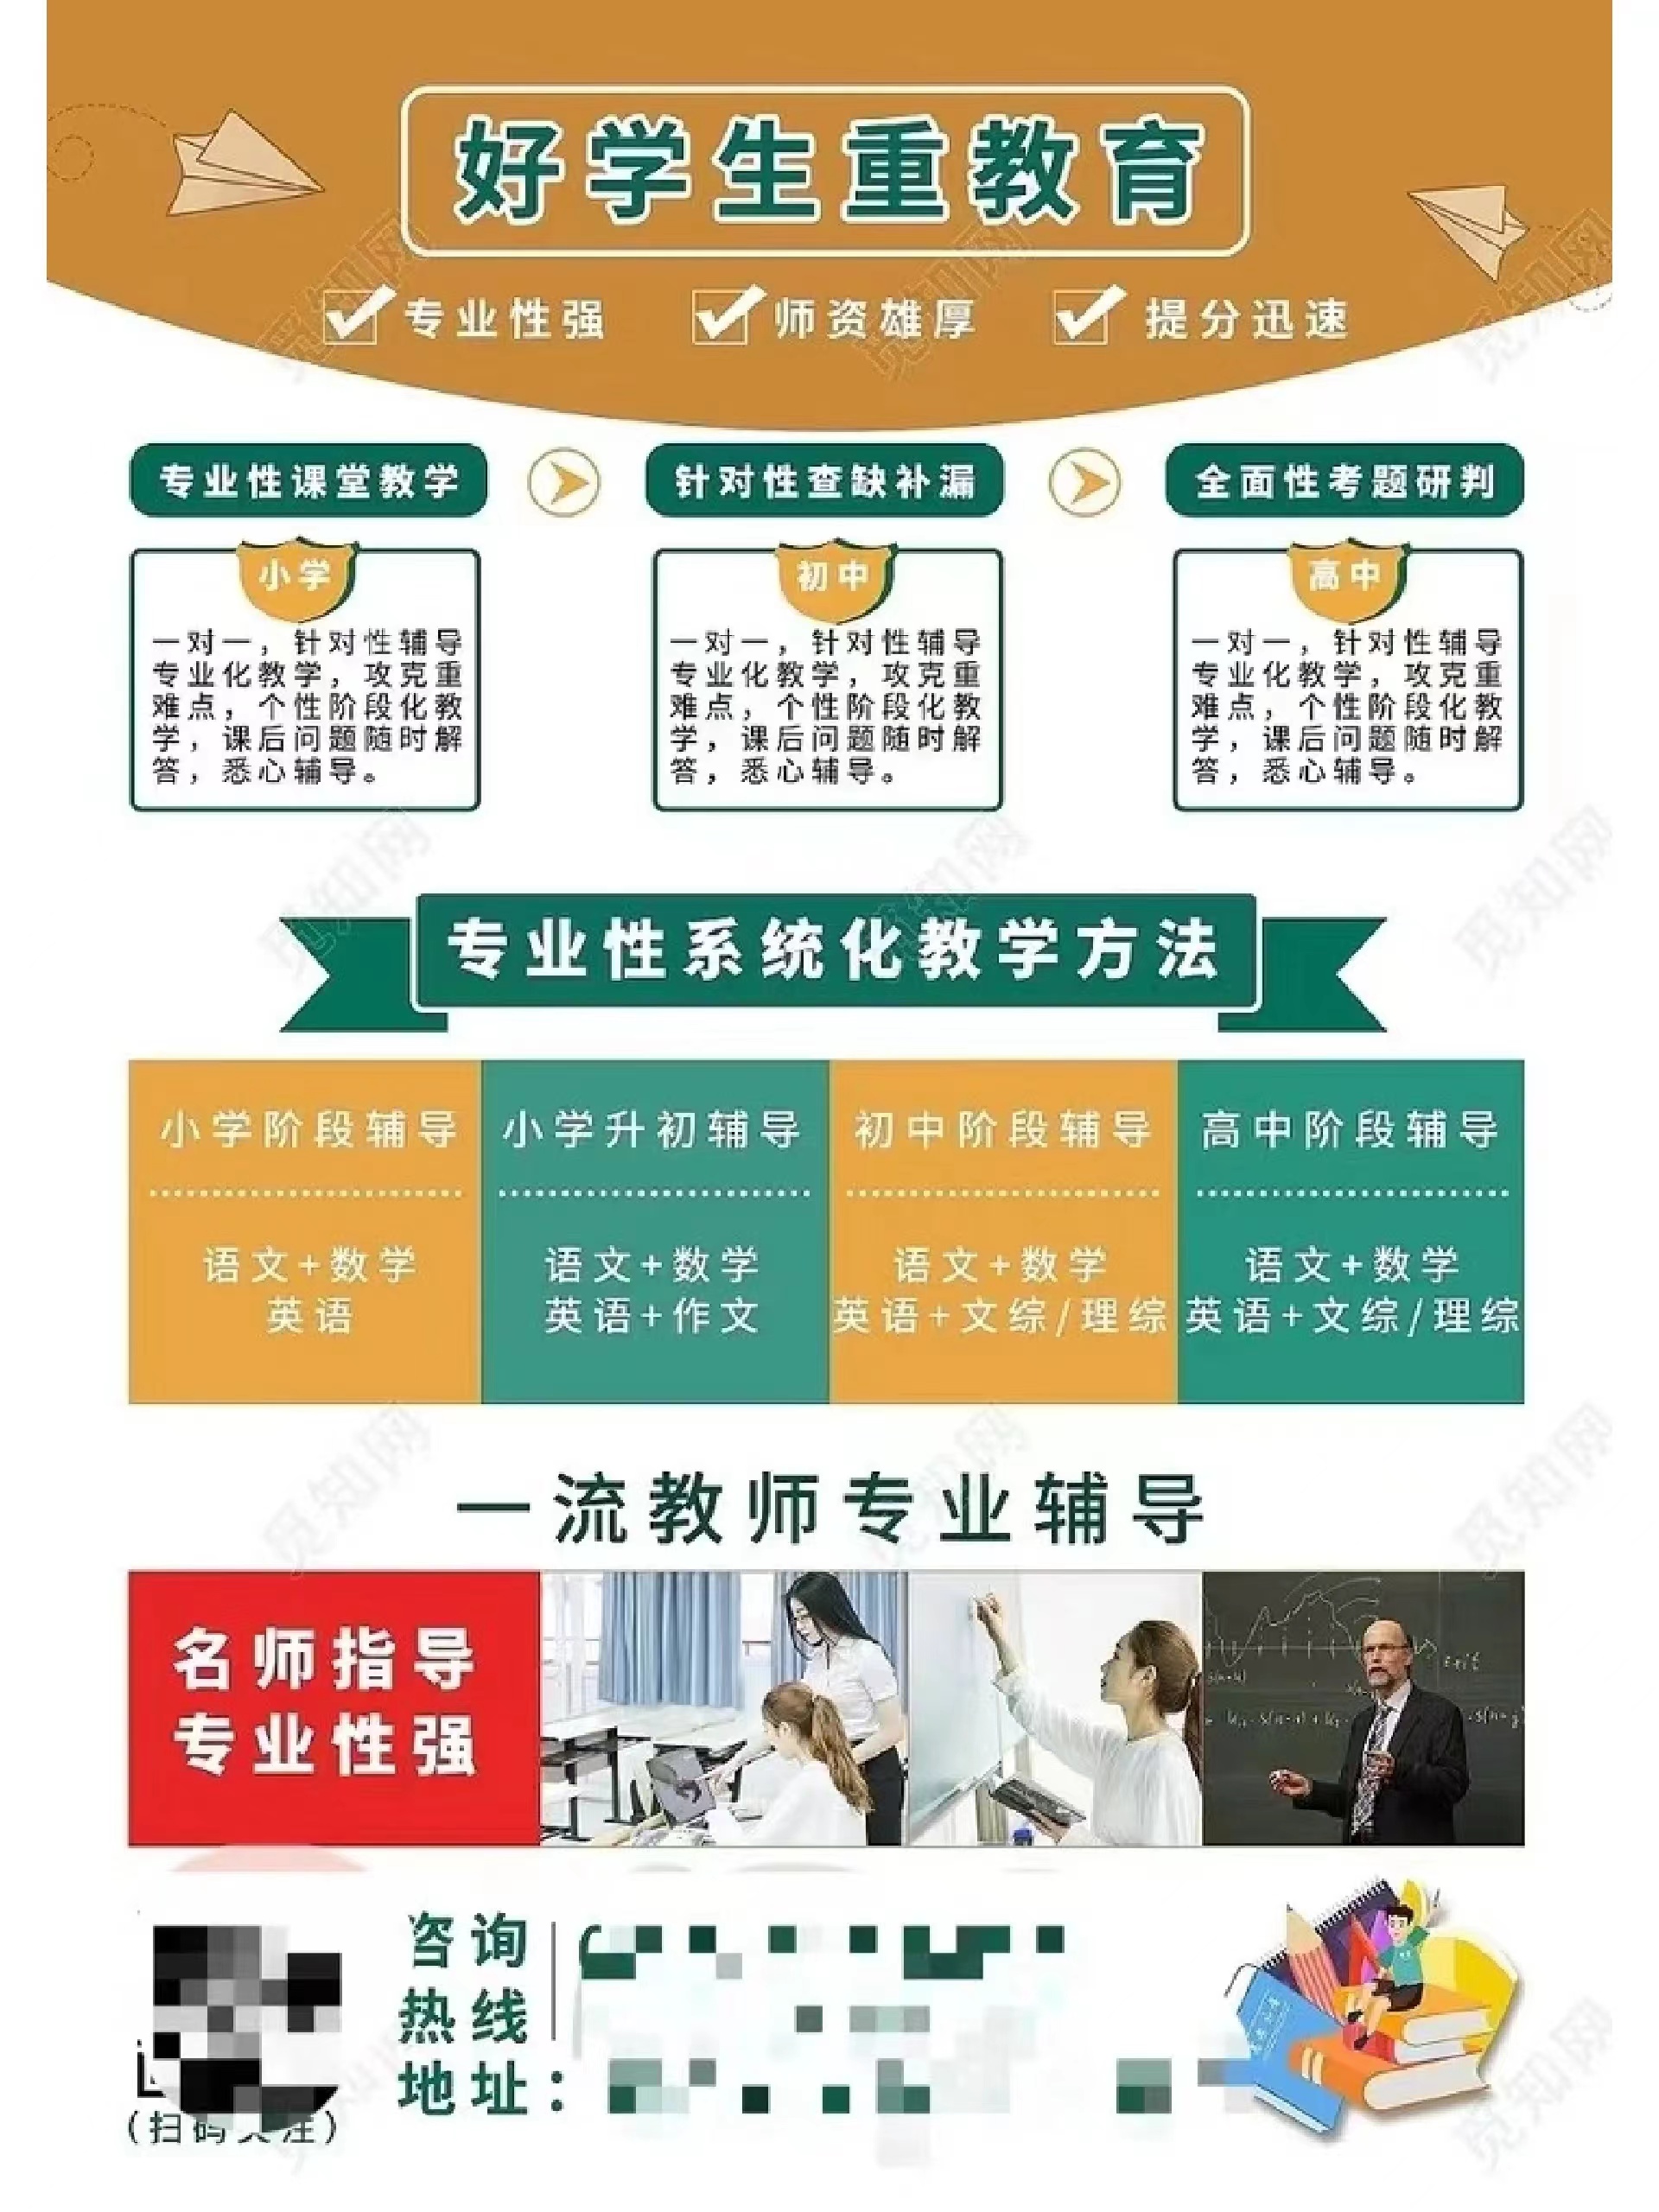 好学生重教育
专业性强 师资雄厚 提分迅速
专业性课堂教学 针对性查缺补漏 全面性考题研判
小学
一对一，针对性辅导
专业化教学，攻克重
难点，个性阶段化教
学，课后问题随时解
答，悉心辅导。
初中
一对一，针对性辅导
专业化教学，攻克重
难点，个性阶段化教
学，课后问题随时解
答，悉心辅导。
高中
一对一，针对性辅导
专业化教学，攻克重
难点，个性阶段化教
学，课后问题随时解
答，悉心辅导。
专业性系统化教学方法
小学阶段辅导
语文+数学
英语
小学升初辅导
语文+数学
英语+作文
初中阶段辅导
语文+数学
英语+文综/理综
高中阶段辅导
语文+数学
英语+文综/理综
一流教师专业辅导
名师指导
专业性强
咨询
热线
地址：
（扫码关注）
觅知网